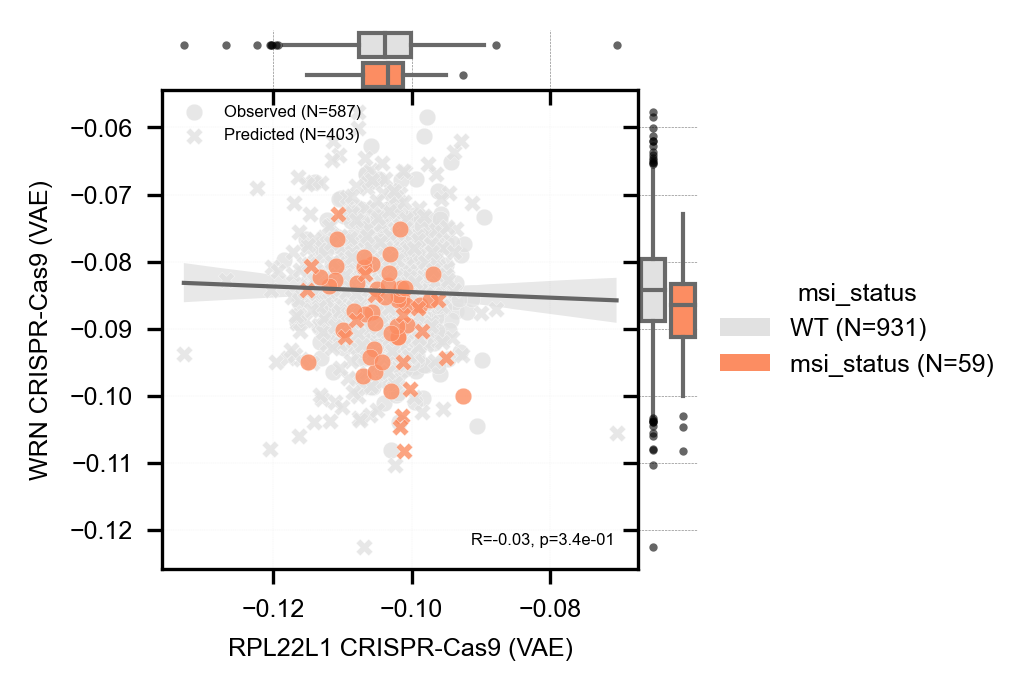 Observed (N=587)
Predicted (N=403)
−0.06
−0.07
−0.08
−0.09
−0.10
−0.11
−0.12
WRN CRISPR-Cas9 (VAE)
R=-0.03, p=3.4e-01
−0.12
−0.10
−0.08
RPL22L1 CRISPR-Cas9 (VAE)
msi_status
WT (N=931)
msi_status (N=59)